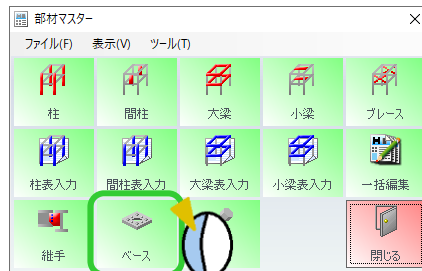 部材マスター
ファイル(F) 表示(V) ツール(T)
柱 間柱 大梁 小梁 ブレース
柱表入力 間柱表入力 大梁表入力 小梁表入力 一括編集
継手 ベース 閉じる